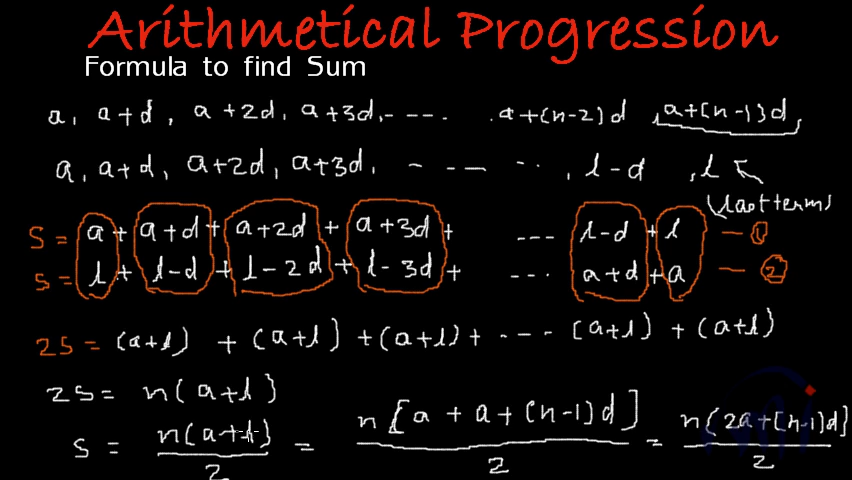 Arithmetical Progression
Formula to find Sum
a, a+d, a+2d, a+3d,- --- . a+(n-2)d , a+(n-1)d,
a, a+d, a+2d, a+3d, - -- - - . , l-d , l
(last terms)
S = a + a+d + a+2d + a+3d + --- l-d + l — 1
S = l + l-d + l-2d + l-3d + --- a+d + a — 2
2S = (a+l) + (a+l) + (a+l) + - --- (a+l) + (a+l)
2S = n(a+l)
S = n(a+l)/2 = n[a + a + (n-1)d]/2 = n{2a+(n-1)d}/2